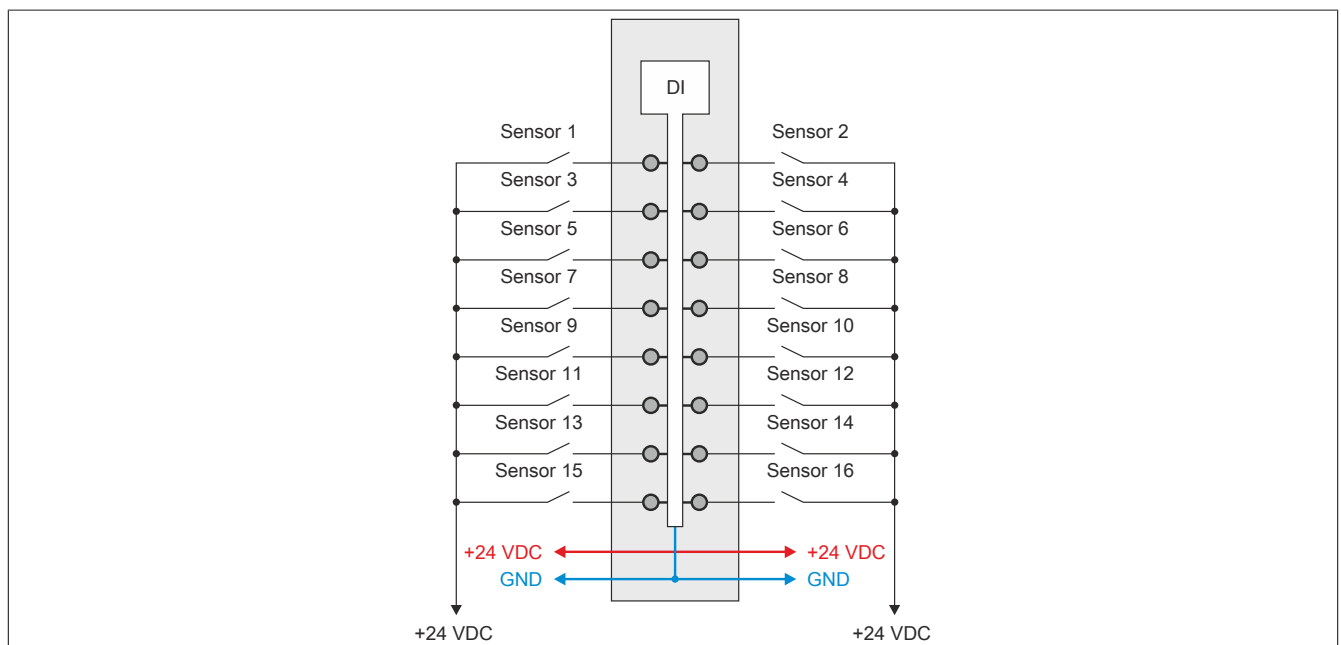 DI
Sensor 1 Sensor 2
Sensor 3 Sensor 4
Sensor 5 Sensor 6
Sensor 7 Sensor 8
Sensor 9 Sensor 10
Sensor 11 Sensor 12
Sensor 13 Sensor 14
Sensor 15 Sensor 16
+24 VDC +24 VDC
GND GND
+24 VDC +24 VDC